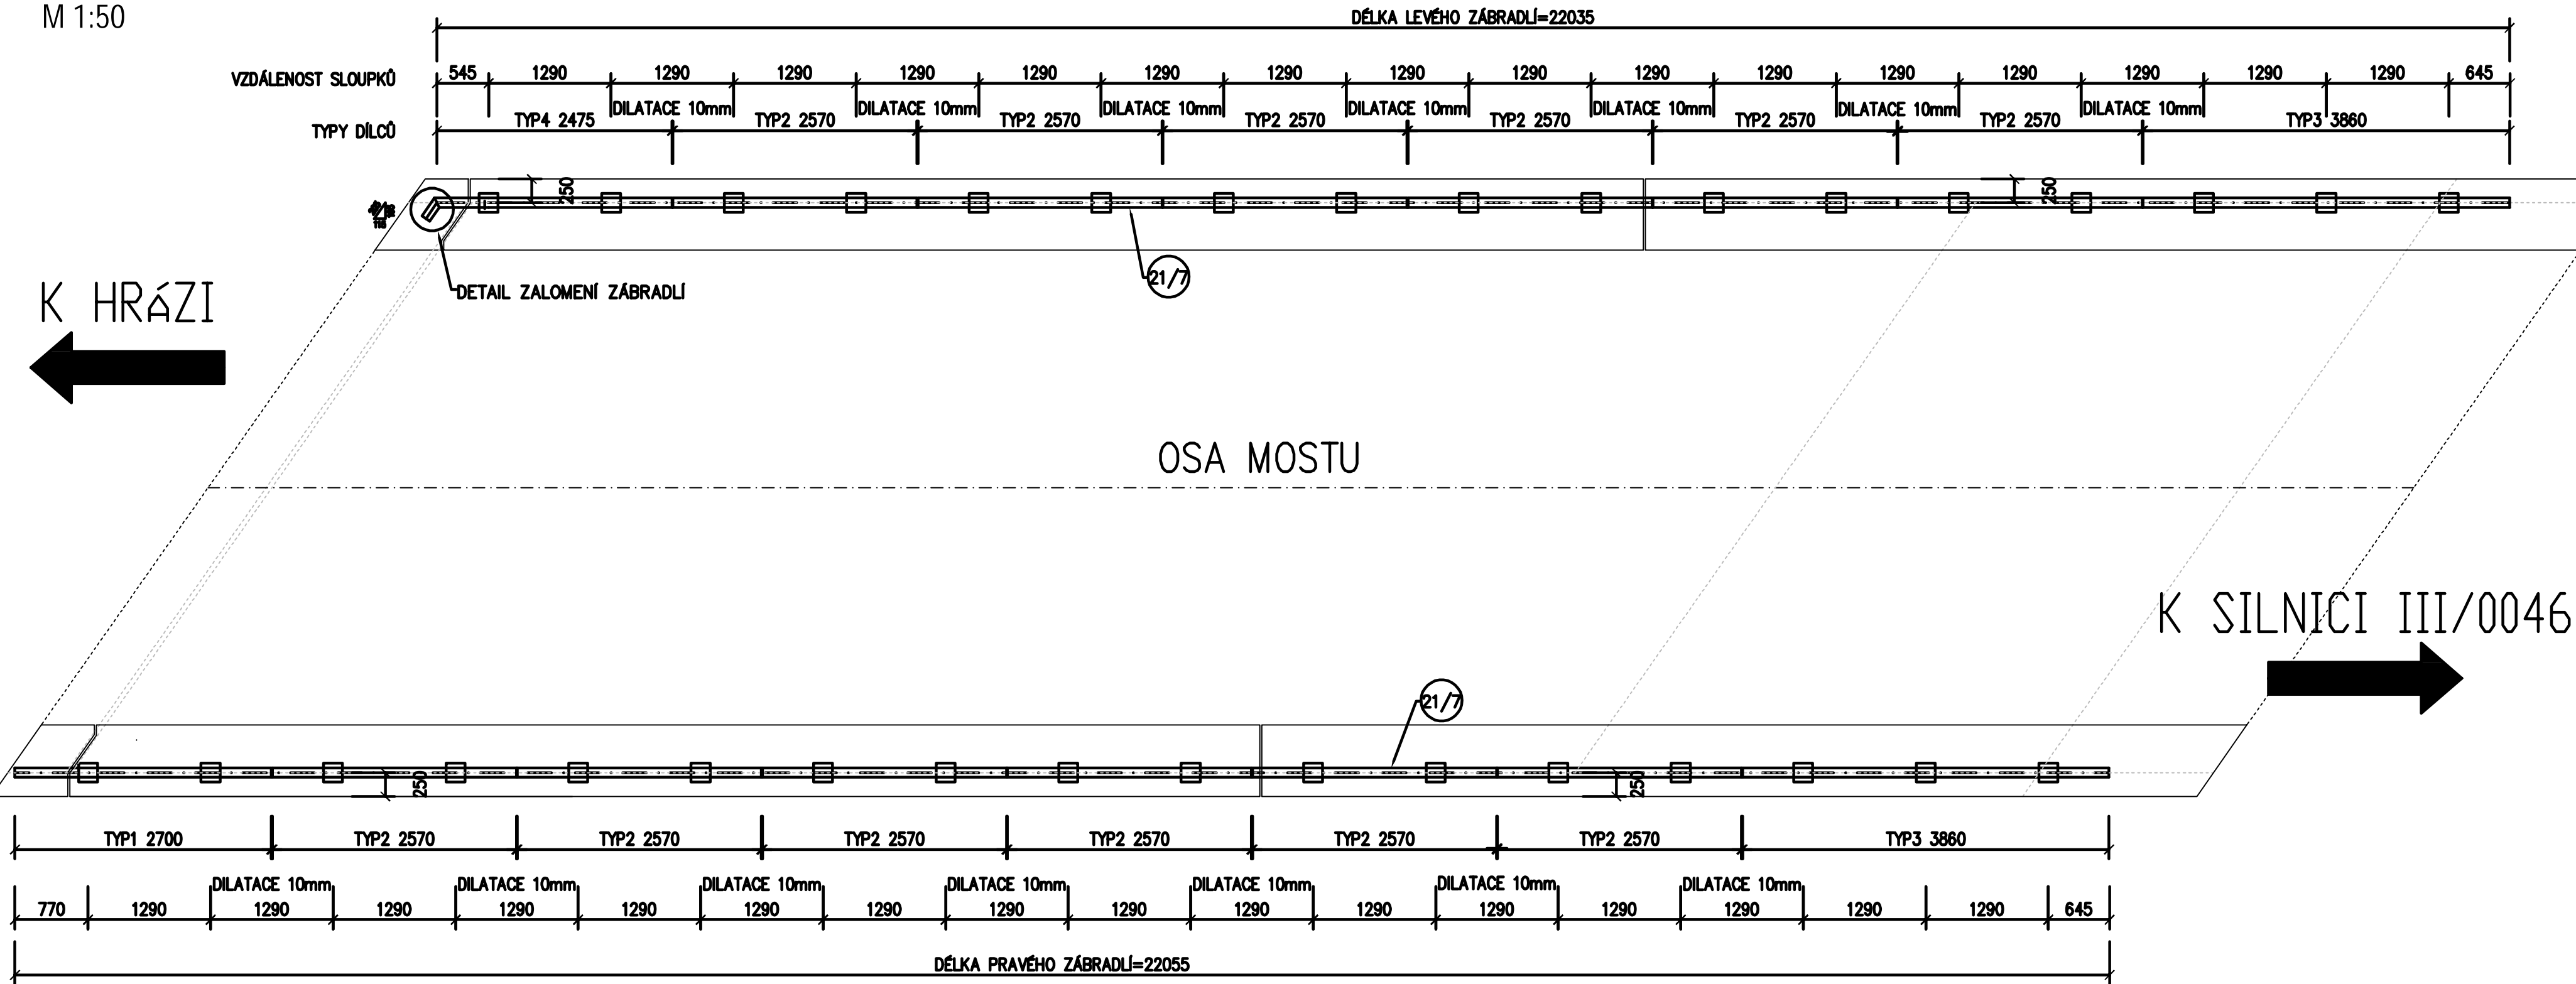 M 1:50
DÉLKA LEVÉHO ZÁBRADLÍ=22035
VZDÁLENOST SLOUPKŮ 545 1290 1290 1290 1290 1290 1290 1290 1290 1290 1290 1290 1290 1290 1290 1290 1290 645
DILATACE 10mm DILATACE 10mm DILATACE 10mm DILATACE 10mm DILATACE 10mm DILATACE 10mm DILATACE 10mm
TYPY DÍLCŮ TYP4 2475 TYP2 2570 TYP2 2570 TYP2 2570 TYP2 2570 TYP2 2570 TYP2 2570 TYP3 3860
250 250
115
21/7
DETAIL ZALOMENÍ ZÁBRADLÍ
K HRáZI
OSA MOSTU
K SILNICI III/0046
21/7
250 250
TYP1 2700 TYP2 2570 TYP2 2570 TYP2 2570 TYP2 2570 TYP2 2570 TYP2 2570 TYP3 3860
DILATACE 10mm DILATACE 10mm DILATACE 10mm DILATACE 10mm DILATACE 10mm DILATACE 10mm DILATACE 10mm
770 1290 1290 1290 1290 1290 1290 1290 1290 1290 1290 1290 1290 1290 1290 1290 1290 645
DÉLKA PRAVÉHO ZÁBRADLÍ=22055